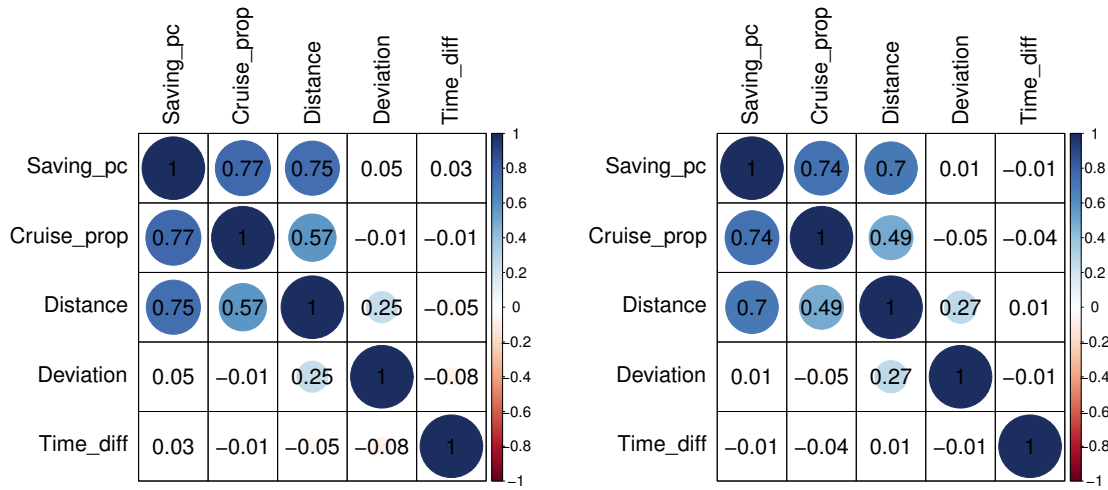 Saving_pc
Cruise_prop
Distance
Deviation
Time_diff
Saving_pc 1 0.77 0.75 0.05 0.03
Cruise_prop 0.77 1 0.57 −0.01 −0.01
Distance 0.75 0.57 1 0.25 −0.05
Deviation 0.05 −0.01 0.25 1 −0.08
Time_diff 0.03 −0.01 −0.05 −0.08 1
1
0.8
0.6
0.4
0.2
0
−0.2
−0.4
−0.6
−0.8
−1
Saving_pc
Cruise_prop
Distance
Deviation
Time_diff
Saving_pc 1 0.74 0.7 0.01 −0.01
Cruise_prop 0.74 1 0.49 −0.05 −0.04
Distance 0.7 0.49 1 0.27 0.01
Deviation 0.01 −0.05 0.27 1 −0.01
Time_diff −0.01 −0.04 0.01 −0.01 1
1
0.8
0.6
0.4
0.2
0
−0.2
−0.4
−0.6
−0.8
−1